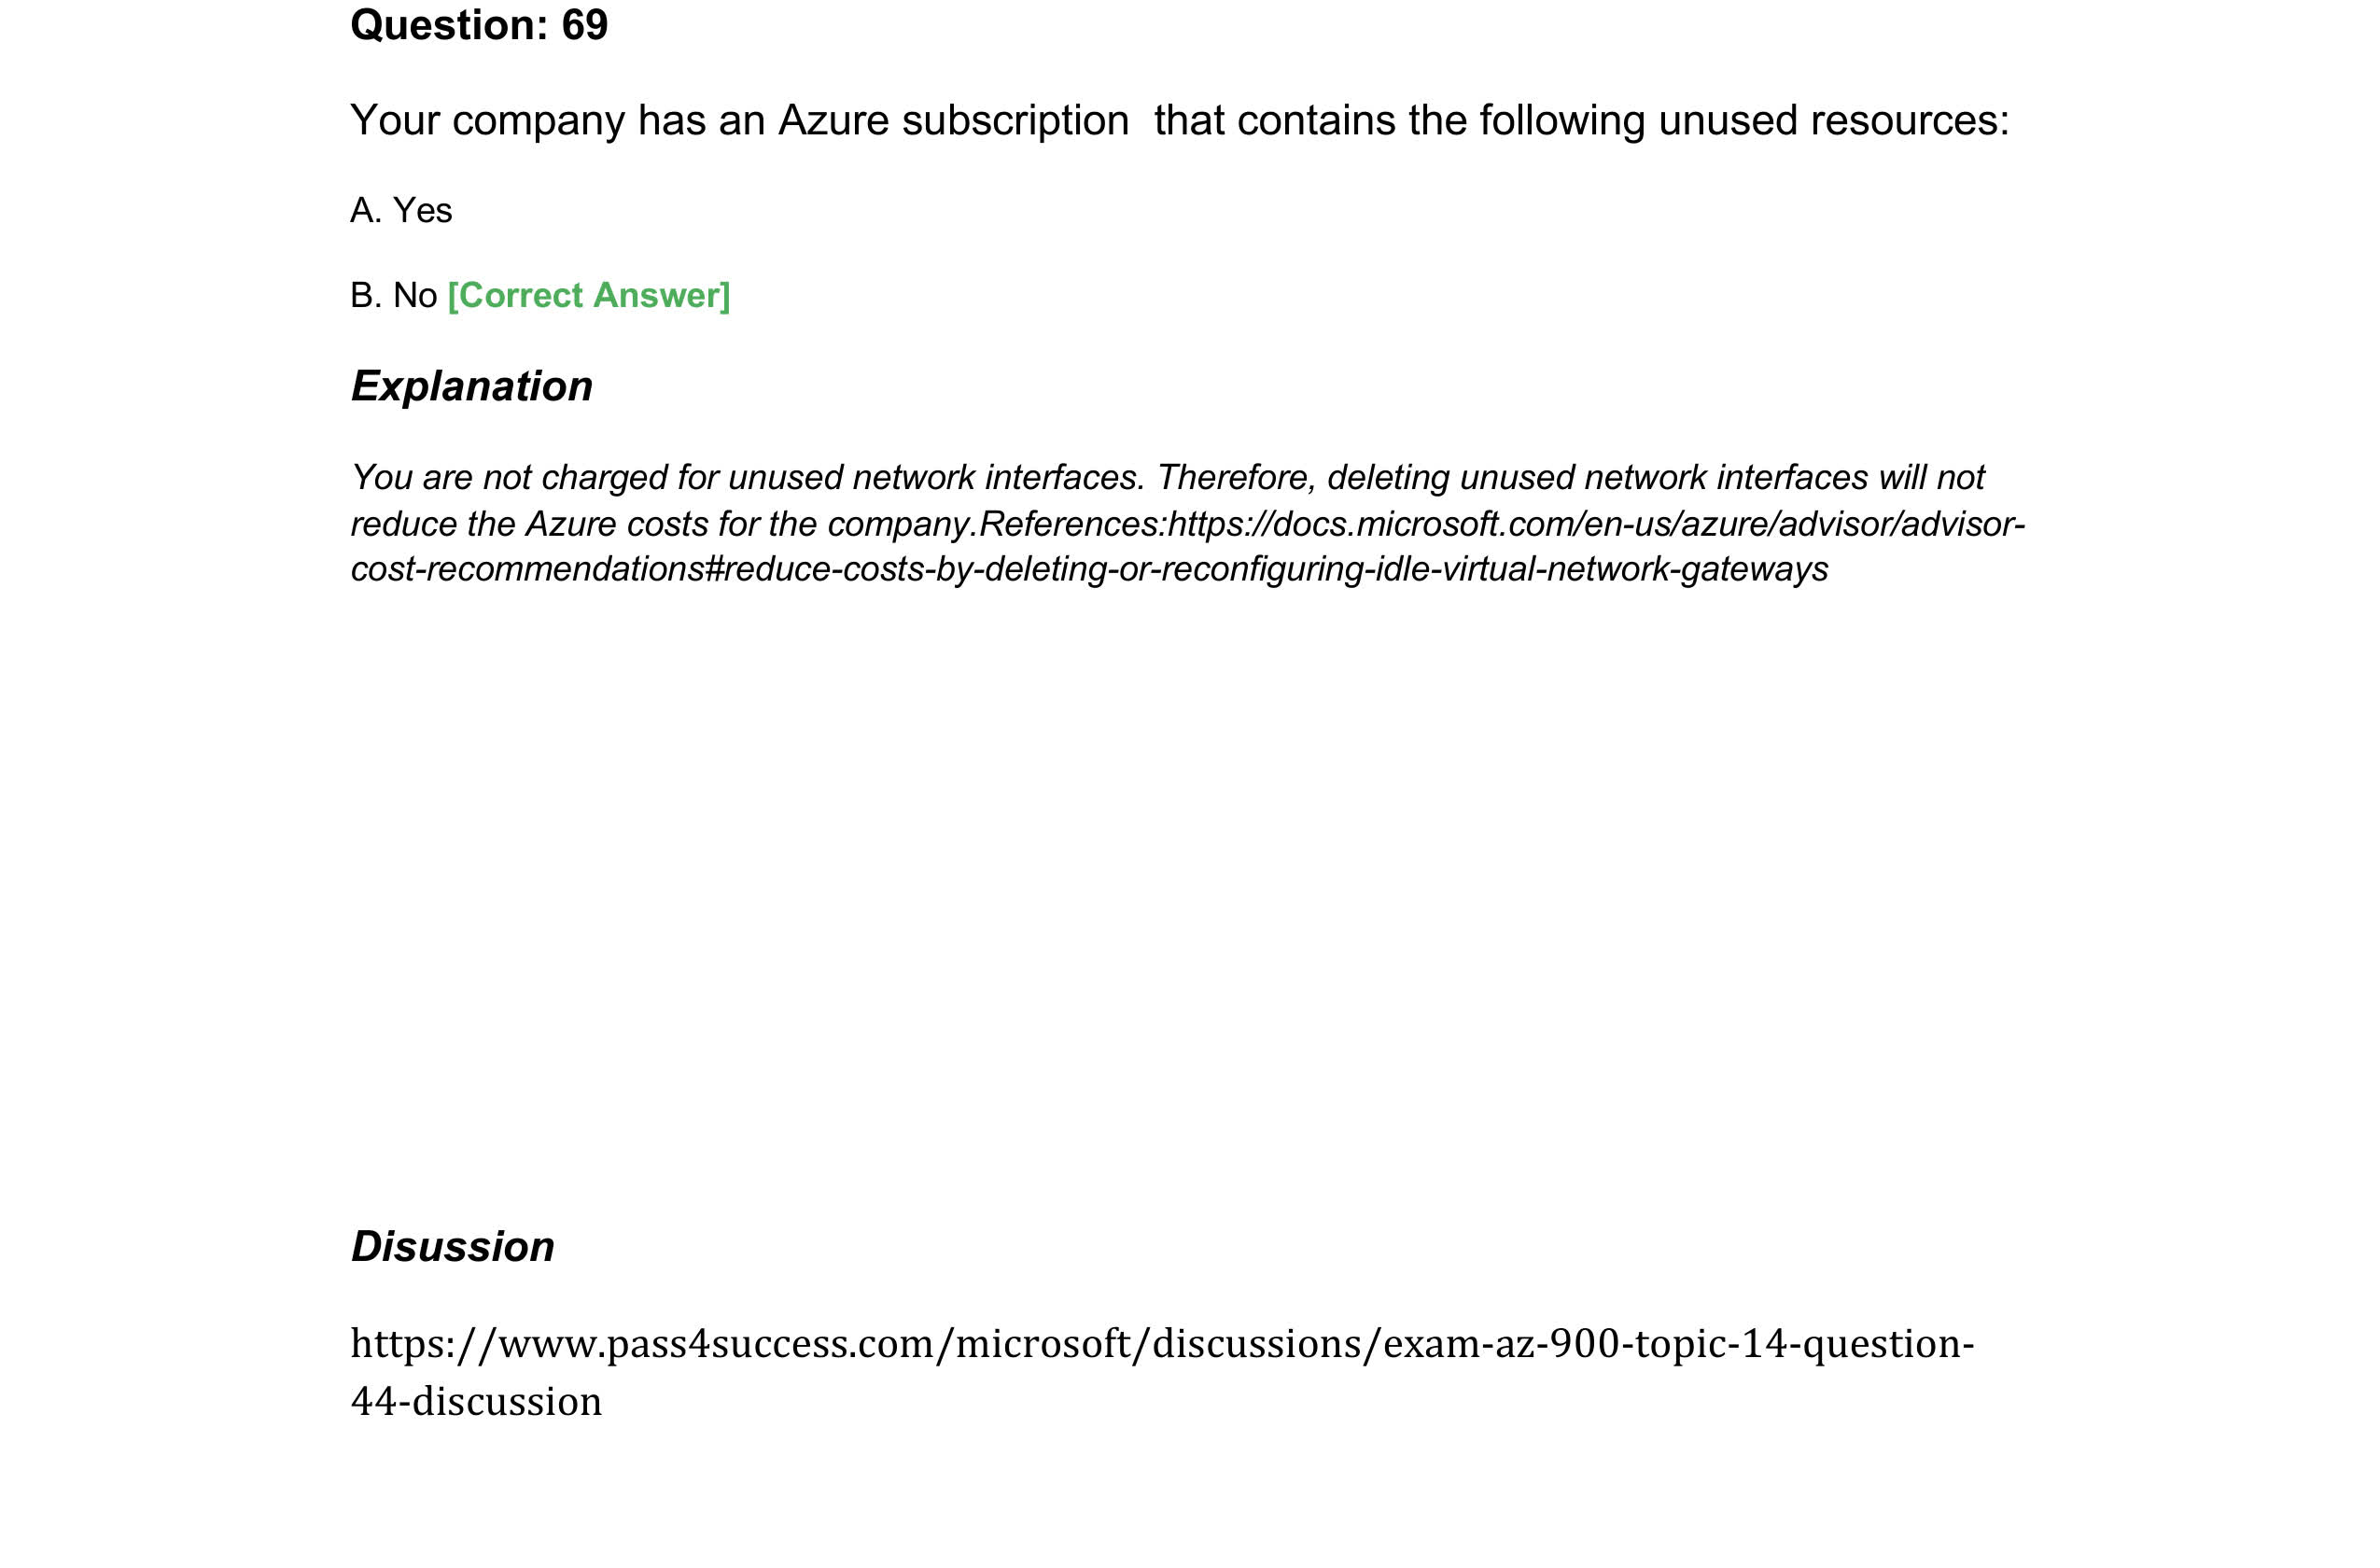 Question: 69
Your company has an Azure subscription  that contains the following unused resources:
A. Yes
B. No [Correct Answer]
Explanation
You are not charged for unused network interfaces. Therefore, deleting unused network interfaces will not
reduce the Azure costs for the company.References:https://docs.microsoft.com/en-us/azure/advisor/advisor-
cost-recommendations#reduce-costs-by-deleting-or-reconfiguring-idle-virtual-network-gateways
Disussion
https://www.pass4success.com/microsoft/discussions/exam-az-900-topic-14-question-
44-discussion